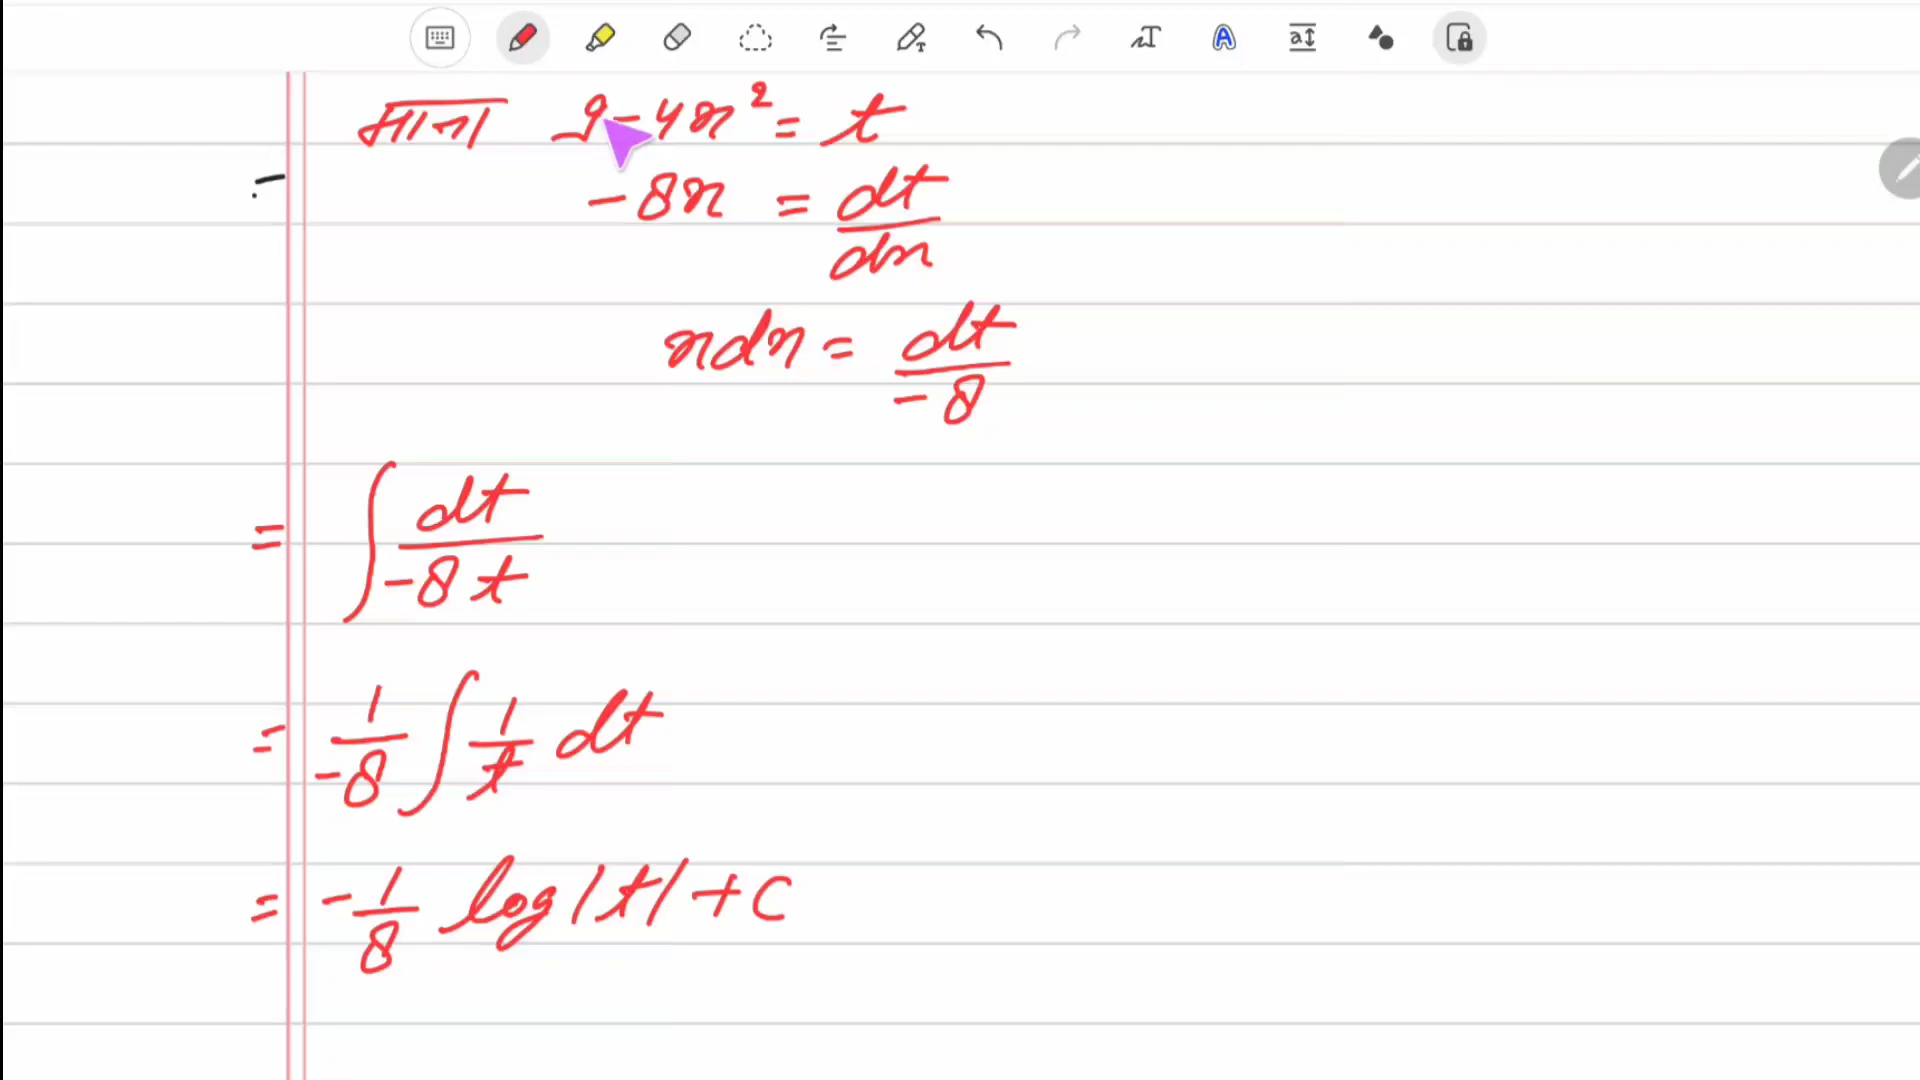 माना 9-4x² = t
-8x = dt/dx
xdx = dt/-8
= ∫ dt/-8t
= 1/-8 ∫ 1/t dt
= -1/8 log|t| + C